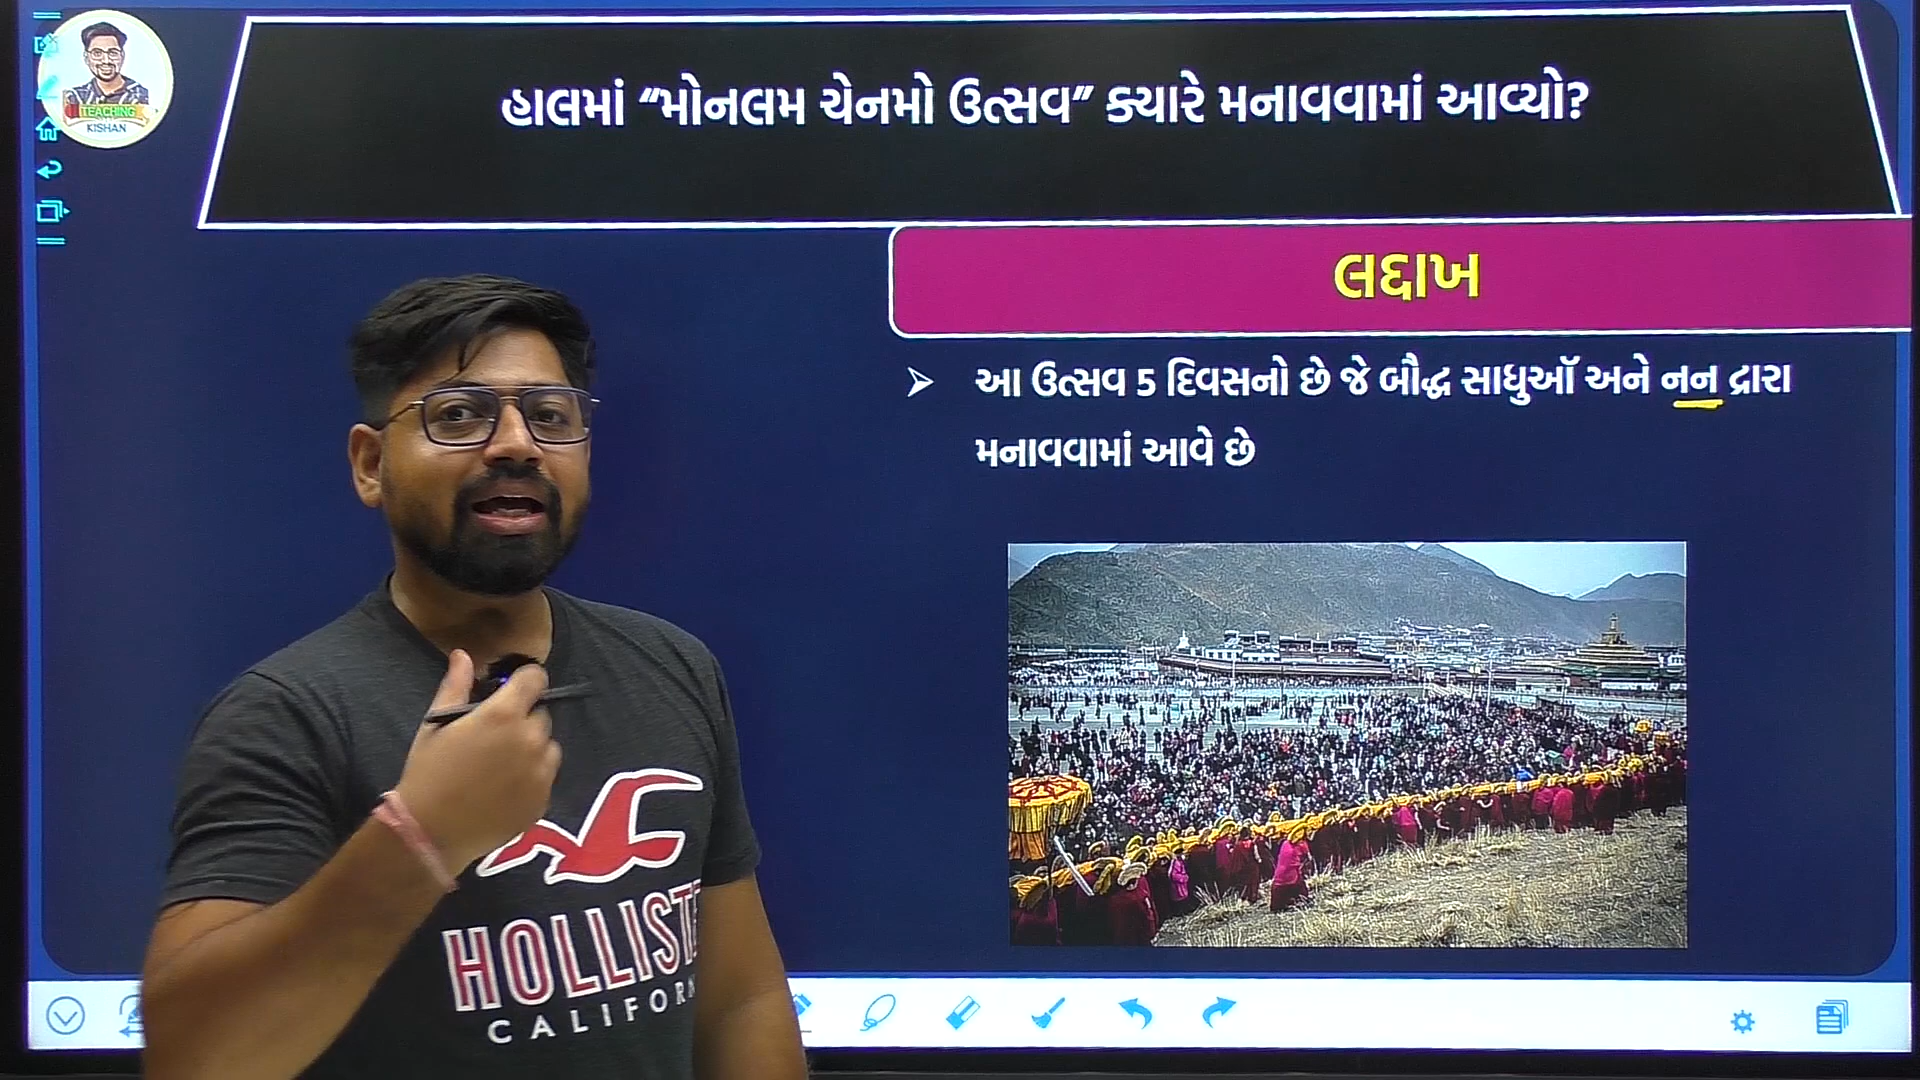 TEACHING
KISHAN
હાલમાં “મોનલમ ચેનમો ઉત્સવ” ક્યારે મનાવવામાં આવ્યો?
લદ્દાખ
➢ આ ઉત્સવ 5 દિવસનો છે જે બૌદ્ધ સાધુઓ અને નન દ્રારા
મનાવવામાં આવે છે
HOLLISTE
CALIFORN